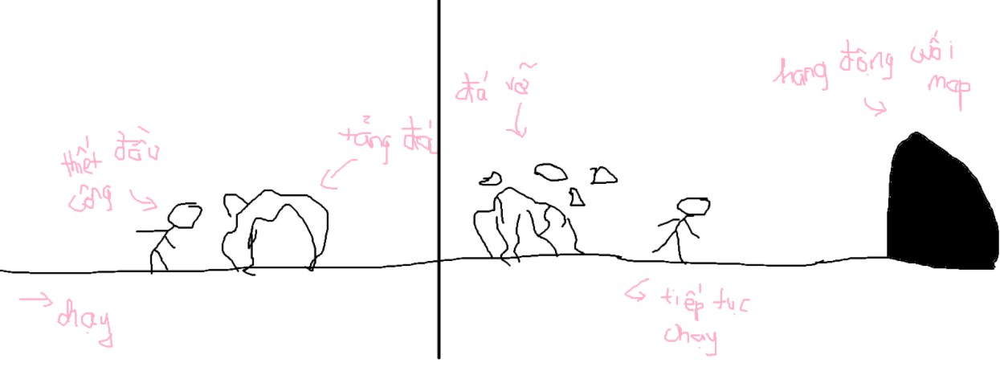 thiết đầu
công
tảng đá
chạy
đá vỡ
hang động cuối
map
tiếp tục
chạy